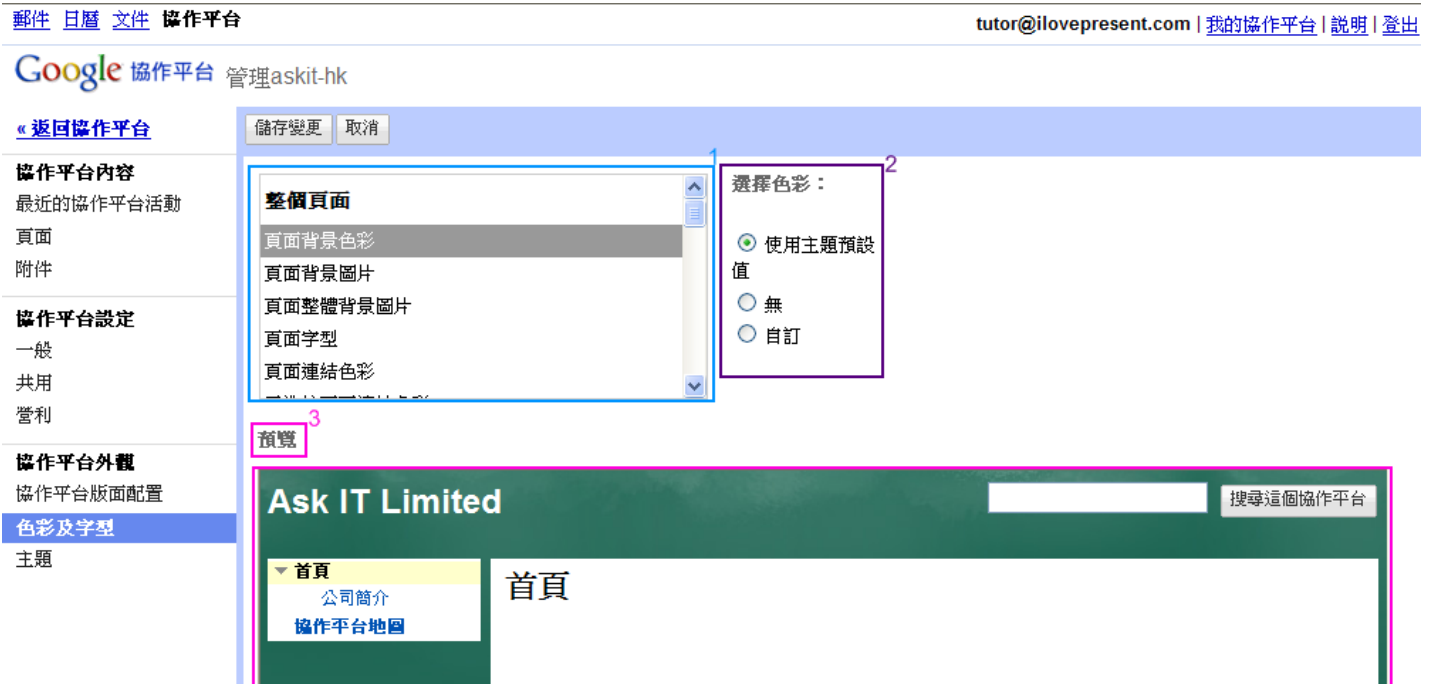 郵件 日曆 文件 協作平台
tutor@ilovepresent.com | 我的協作平台 | 説明 | 登出
Google 協作平台 管理askit-hk
« 返回協作平台
儲存變更 取消
協作平台內容
最近的協作平台活動
頁面
附件
協作平台設定
一般
共用
營利
協作平台外觀
協作平台版面配置
色彩及字型
主題
1
整個頁面
頁面背景色彩
頁面背景圖片
頁面整體背景圖片
頁面字型
頁面連結色彩
2
選擇色彩：
使用主題預設
值
無
自訂
3
預覽
Ask IT Limited
搜尋這個協作平台
首頁
公司簡介
協作平台地圖
首頁